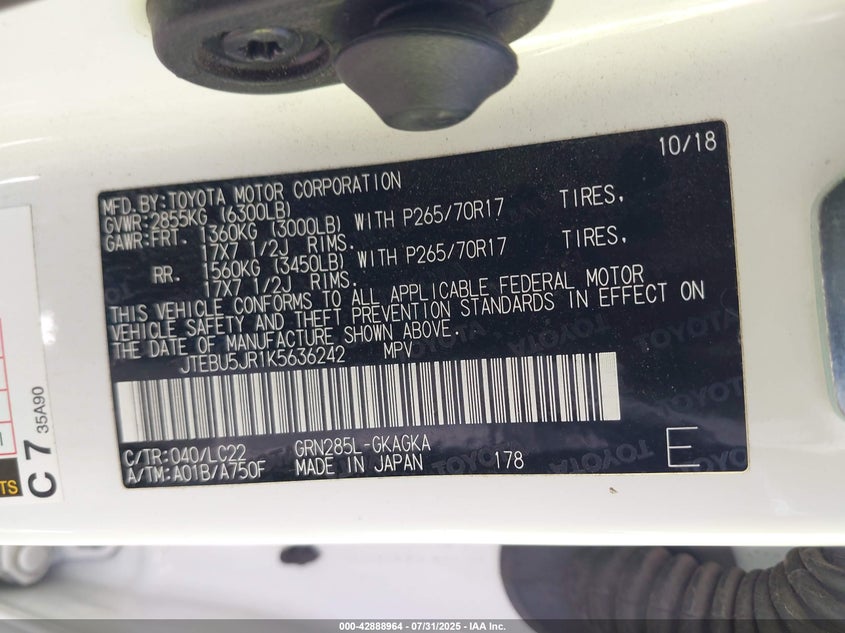 10/18
MFD. BY: TOYOTA MOTOR CORPORATION
GVWR: 2855KG (6300LB)
GAWR: FRT. 1360KG (3000LB) WITH P265/70R17 TIRES,
17X7 1/2J RIMS.
RR. 1560KG (3450LB) WITH P265/70R17 TIRES,
17X7 1/2J RIMS.
THIS VEHICLE CONFORMS TO ALL APPLICABLE FEDERAL MOTOR
VEHICLE SAFETY AND THEFT PREVENTION STANDARDS IN EFFECT ON
THE DATE OF MANUFACTURE SHOWN ABOVE.
JTEBU5JR1K5636242 MPV
C/TR: 040/LC22 GRN285L-GKAGKA
A/TM: A01B/A750F MADE IN JAPAN 178 E
C 7 35A90
TS
TOYOTA
000-42888964 - 07/31/2025 - IAA Inc.